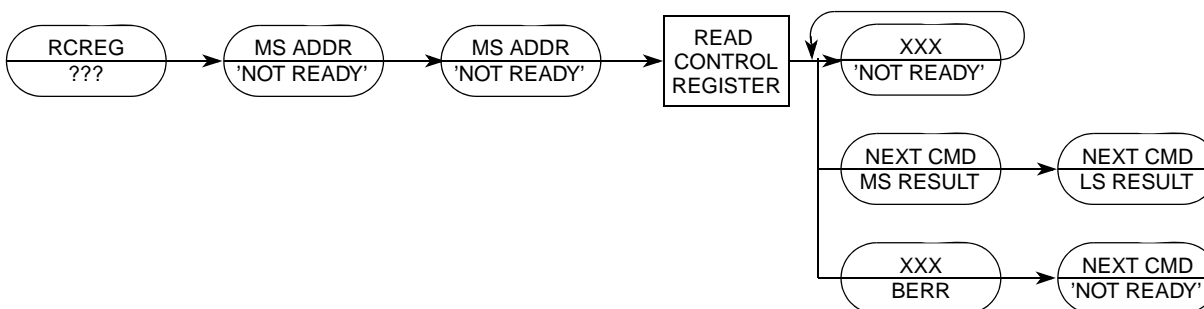 RCREG
???
MS ADDR
'NOT READY'
MS ADDR
'NOT READY'
READ
CONTROL
REGISTER
XXX
'NOT READY'
NEXT CMD
MS RESULT
NEXT CMD
LS RESULT
XXX
BERR
NEXT CMD
'NOT READY'